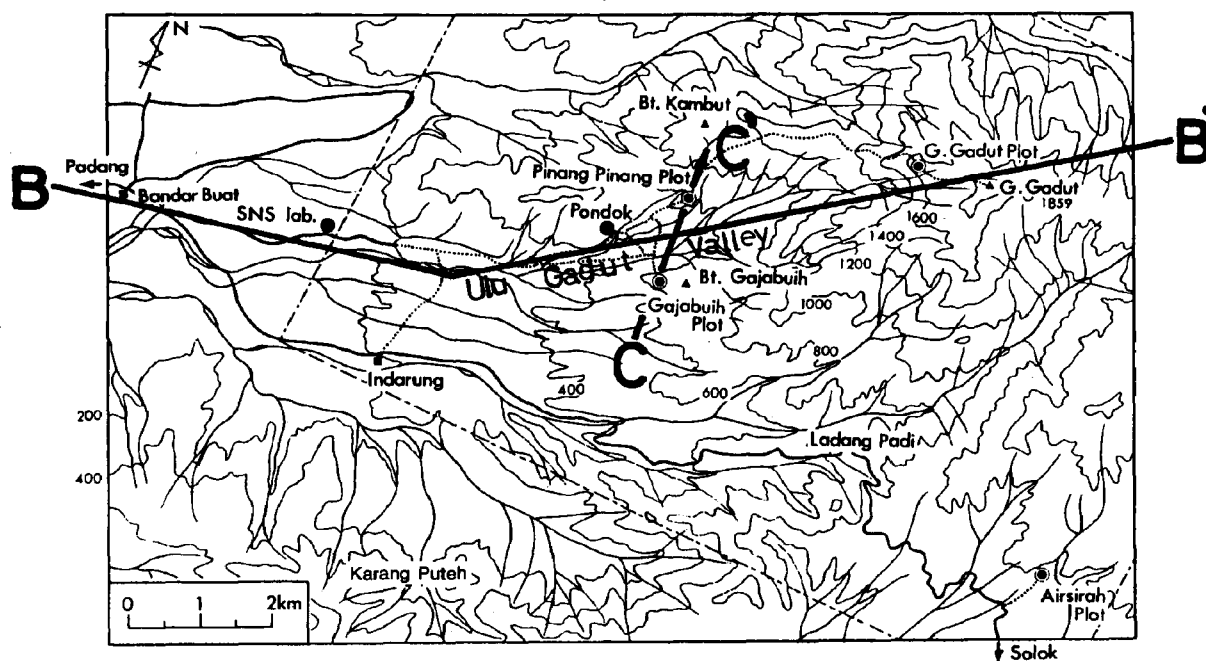 N
Bt. Kambut
C'
B'
G. Gadut Plot
Padang
B
Bandar Buat
Pinang Pinang Plot
G. Gadut
1859
SNS lab.
Pondok
1600
1400
Ulu Gadut Valley
1200
Bt. Gajabuih
Gajabuih
Plot
1000
C
800
Indarung
400
600
200
Ladang Padi
400
Karang Puteh
0 1 2km
Airsirah
Plot
Solok